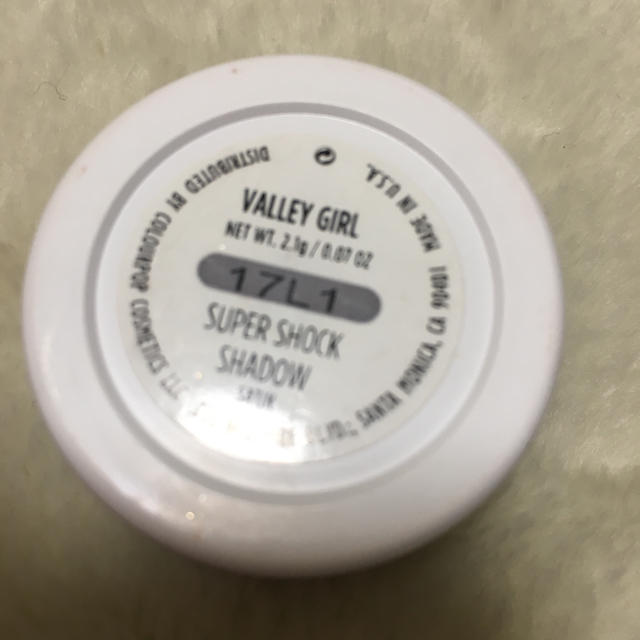 VALLEY GIRL
NET WT. 2.1g / 0.07 OZ
17L1
SUPER SHOCK
SHADOW
SATIN
DISTRIBUTED BY COLOURPOP COSMETICS SANTA MONICA, CA 90401 MADE IN U.S.A.